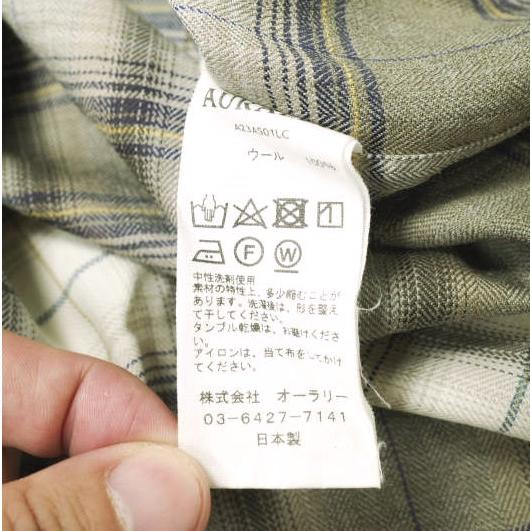 A23AS01LC
ウール 100%
F W
中性洗剤使用
素材の特性上、多少縮むことが
あります。洗濯後は、形を整え
て干してください。
タンブル乾燥は、お避けくださ
い。
アイロンは、当て布をしてかけ
てください。
株式会社 オーラリー
03-6427-7141
日本製